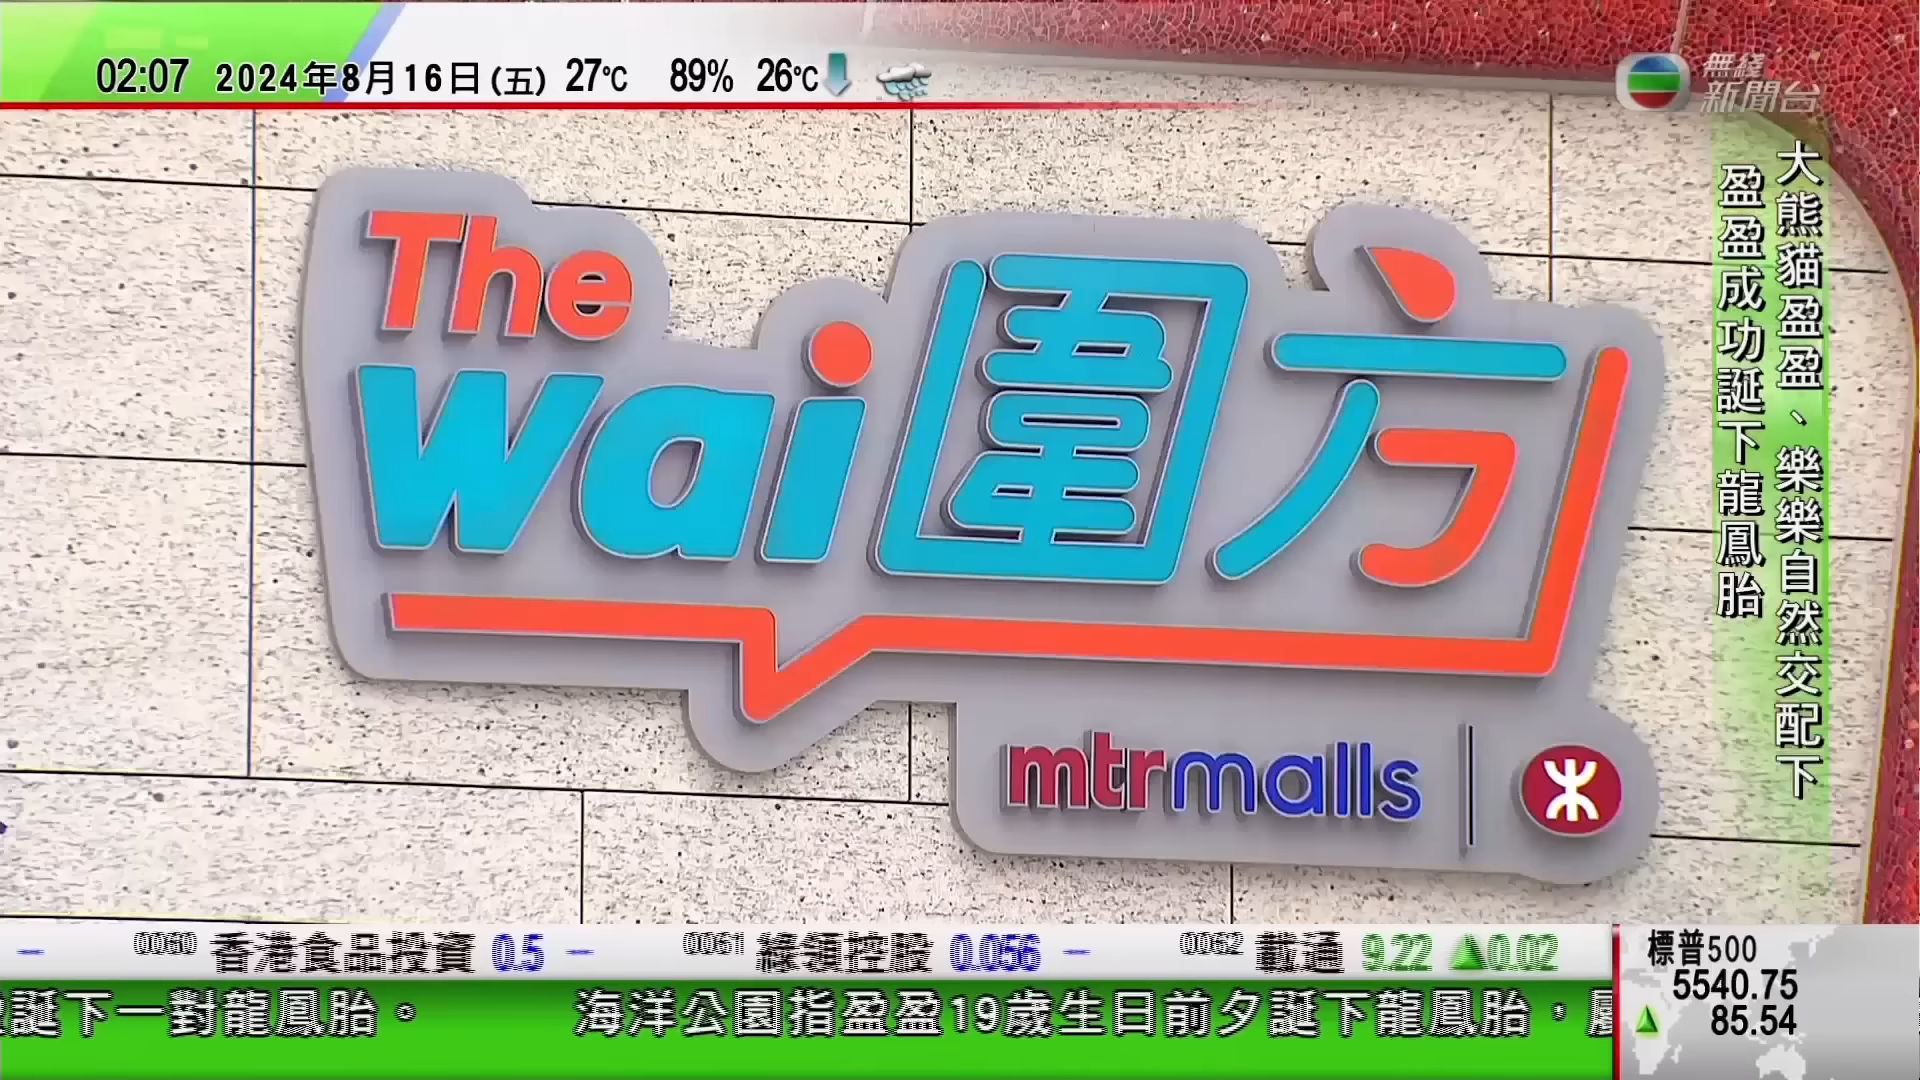 02:07 2024年8月16日(五) 27℃ 89% 26℃
無綫
新聞台
大熊貓盈盈、樂樂自然交配下
盈盈成功誕下龍鳳胎
The
wai 圍方
mtrmalls
0060 香港食品投資 0.5 – 0061 綠領控股 0.056 – 0062 載通 9.22 ▲0.02
誕下一對龍鳳胎。 海洋公園指盈盈19歲生日前夕誕下龍鳳胎，
標普500
5540.75
▲ 85.54